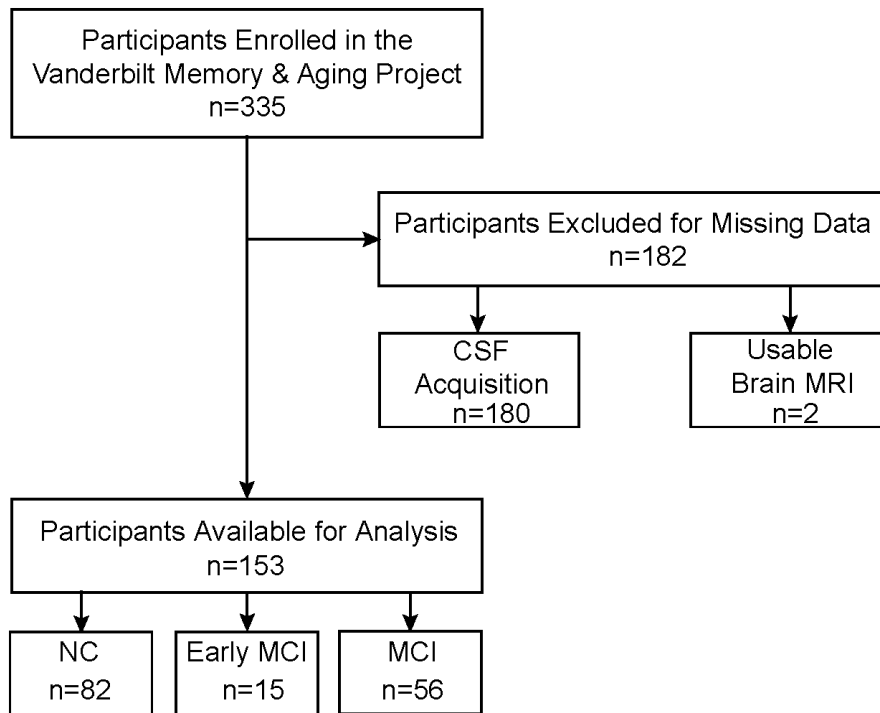 Participants Enrolled in the
Vanderbilt Memory & Aging Project
n=335
Participants Excluded for Missing Data
n=182
CSF
Acquisition
n=180
Usable
Brain MRI
n=2
Participants Available for Analysis
n=153
NC
n=82
Early MCI
n=15
MCI
n=56